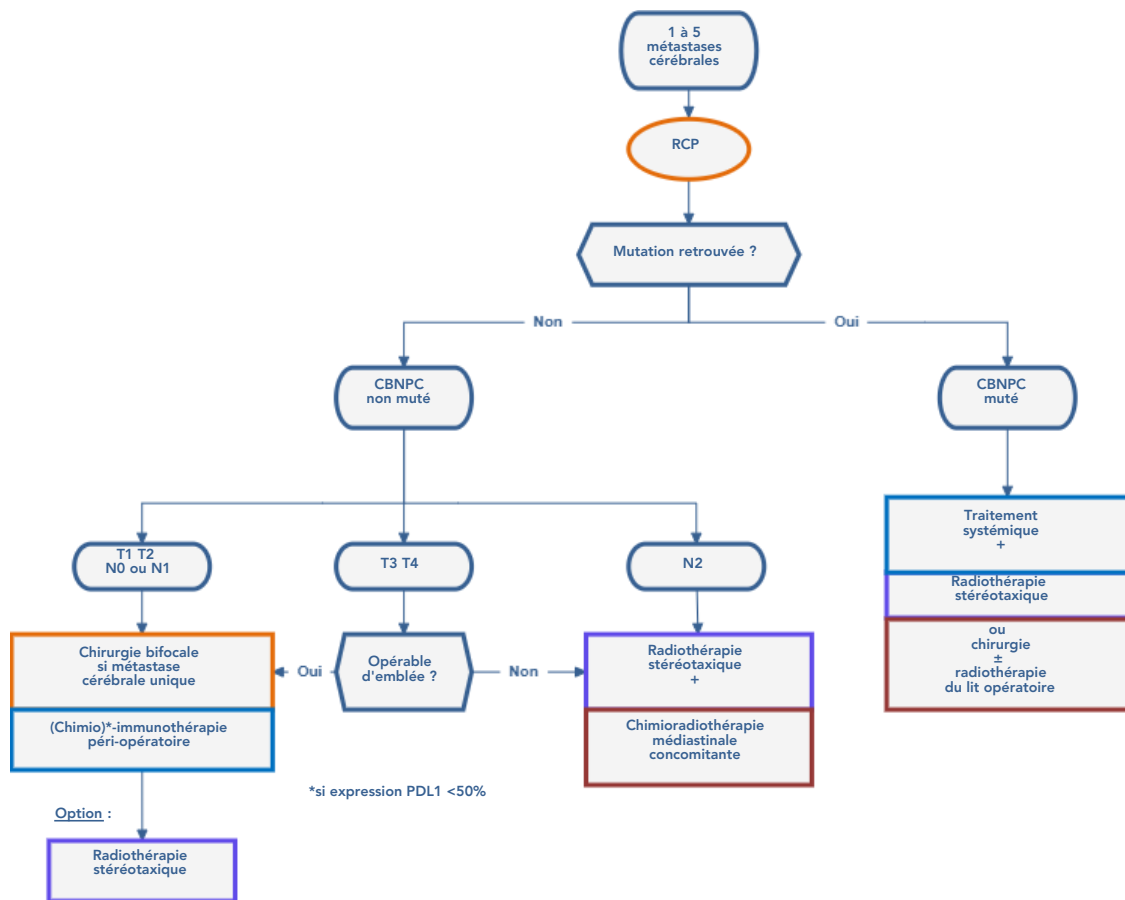 1 à 5
métastases
cérébrales
RCP
Mutation retrouvée ?
Non
Oui
CBNPC
non muté
CBNPC
muté
T1 T2
N0 ou N1
T3 T4
N2
Traitement
systémique
+
Radiothérapie
stéréotaxique
ou
chirurgie
±
radiothérapie
du lit opératoire
Chirurgie bifocale
si métastase
cérébrale unique
Oui
Opérable
d'emblée ?
Non
Radiothérapie
stéréotaxique
+
(Chimio)*-immunothérapie
péri-opératoire
Chimioradiothérapie
médiastinale
concomitante
*si expression PDL1 <50%
Option :
Radiothérapie
stéréotaxique